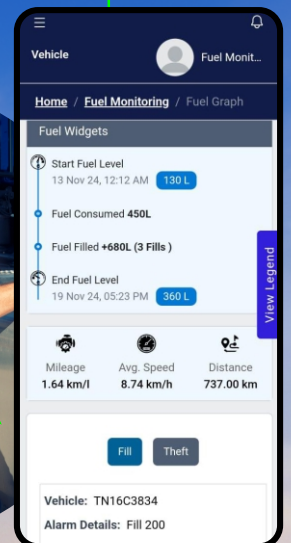 Vehicle
Fuel Monit...
Home / Fuel Monitoring / Fuel Graph
Fuel Widgets
Start Fuel Level
13 Nov 24, 12:12 AM 130 L
Fuel Consumed 450L
Fuel Filled +680L (3 Fills )
End Fuel Level
19 Nov 24, 05:23 PM 360 L
View Legend
Mileage Avg. Speed Distance
1.64 km/l 8.74 km/h 737.00 km
Fill Theft
Vehicle: TN16C3834
Alarm Details: Fill 200